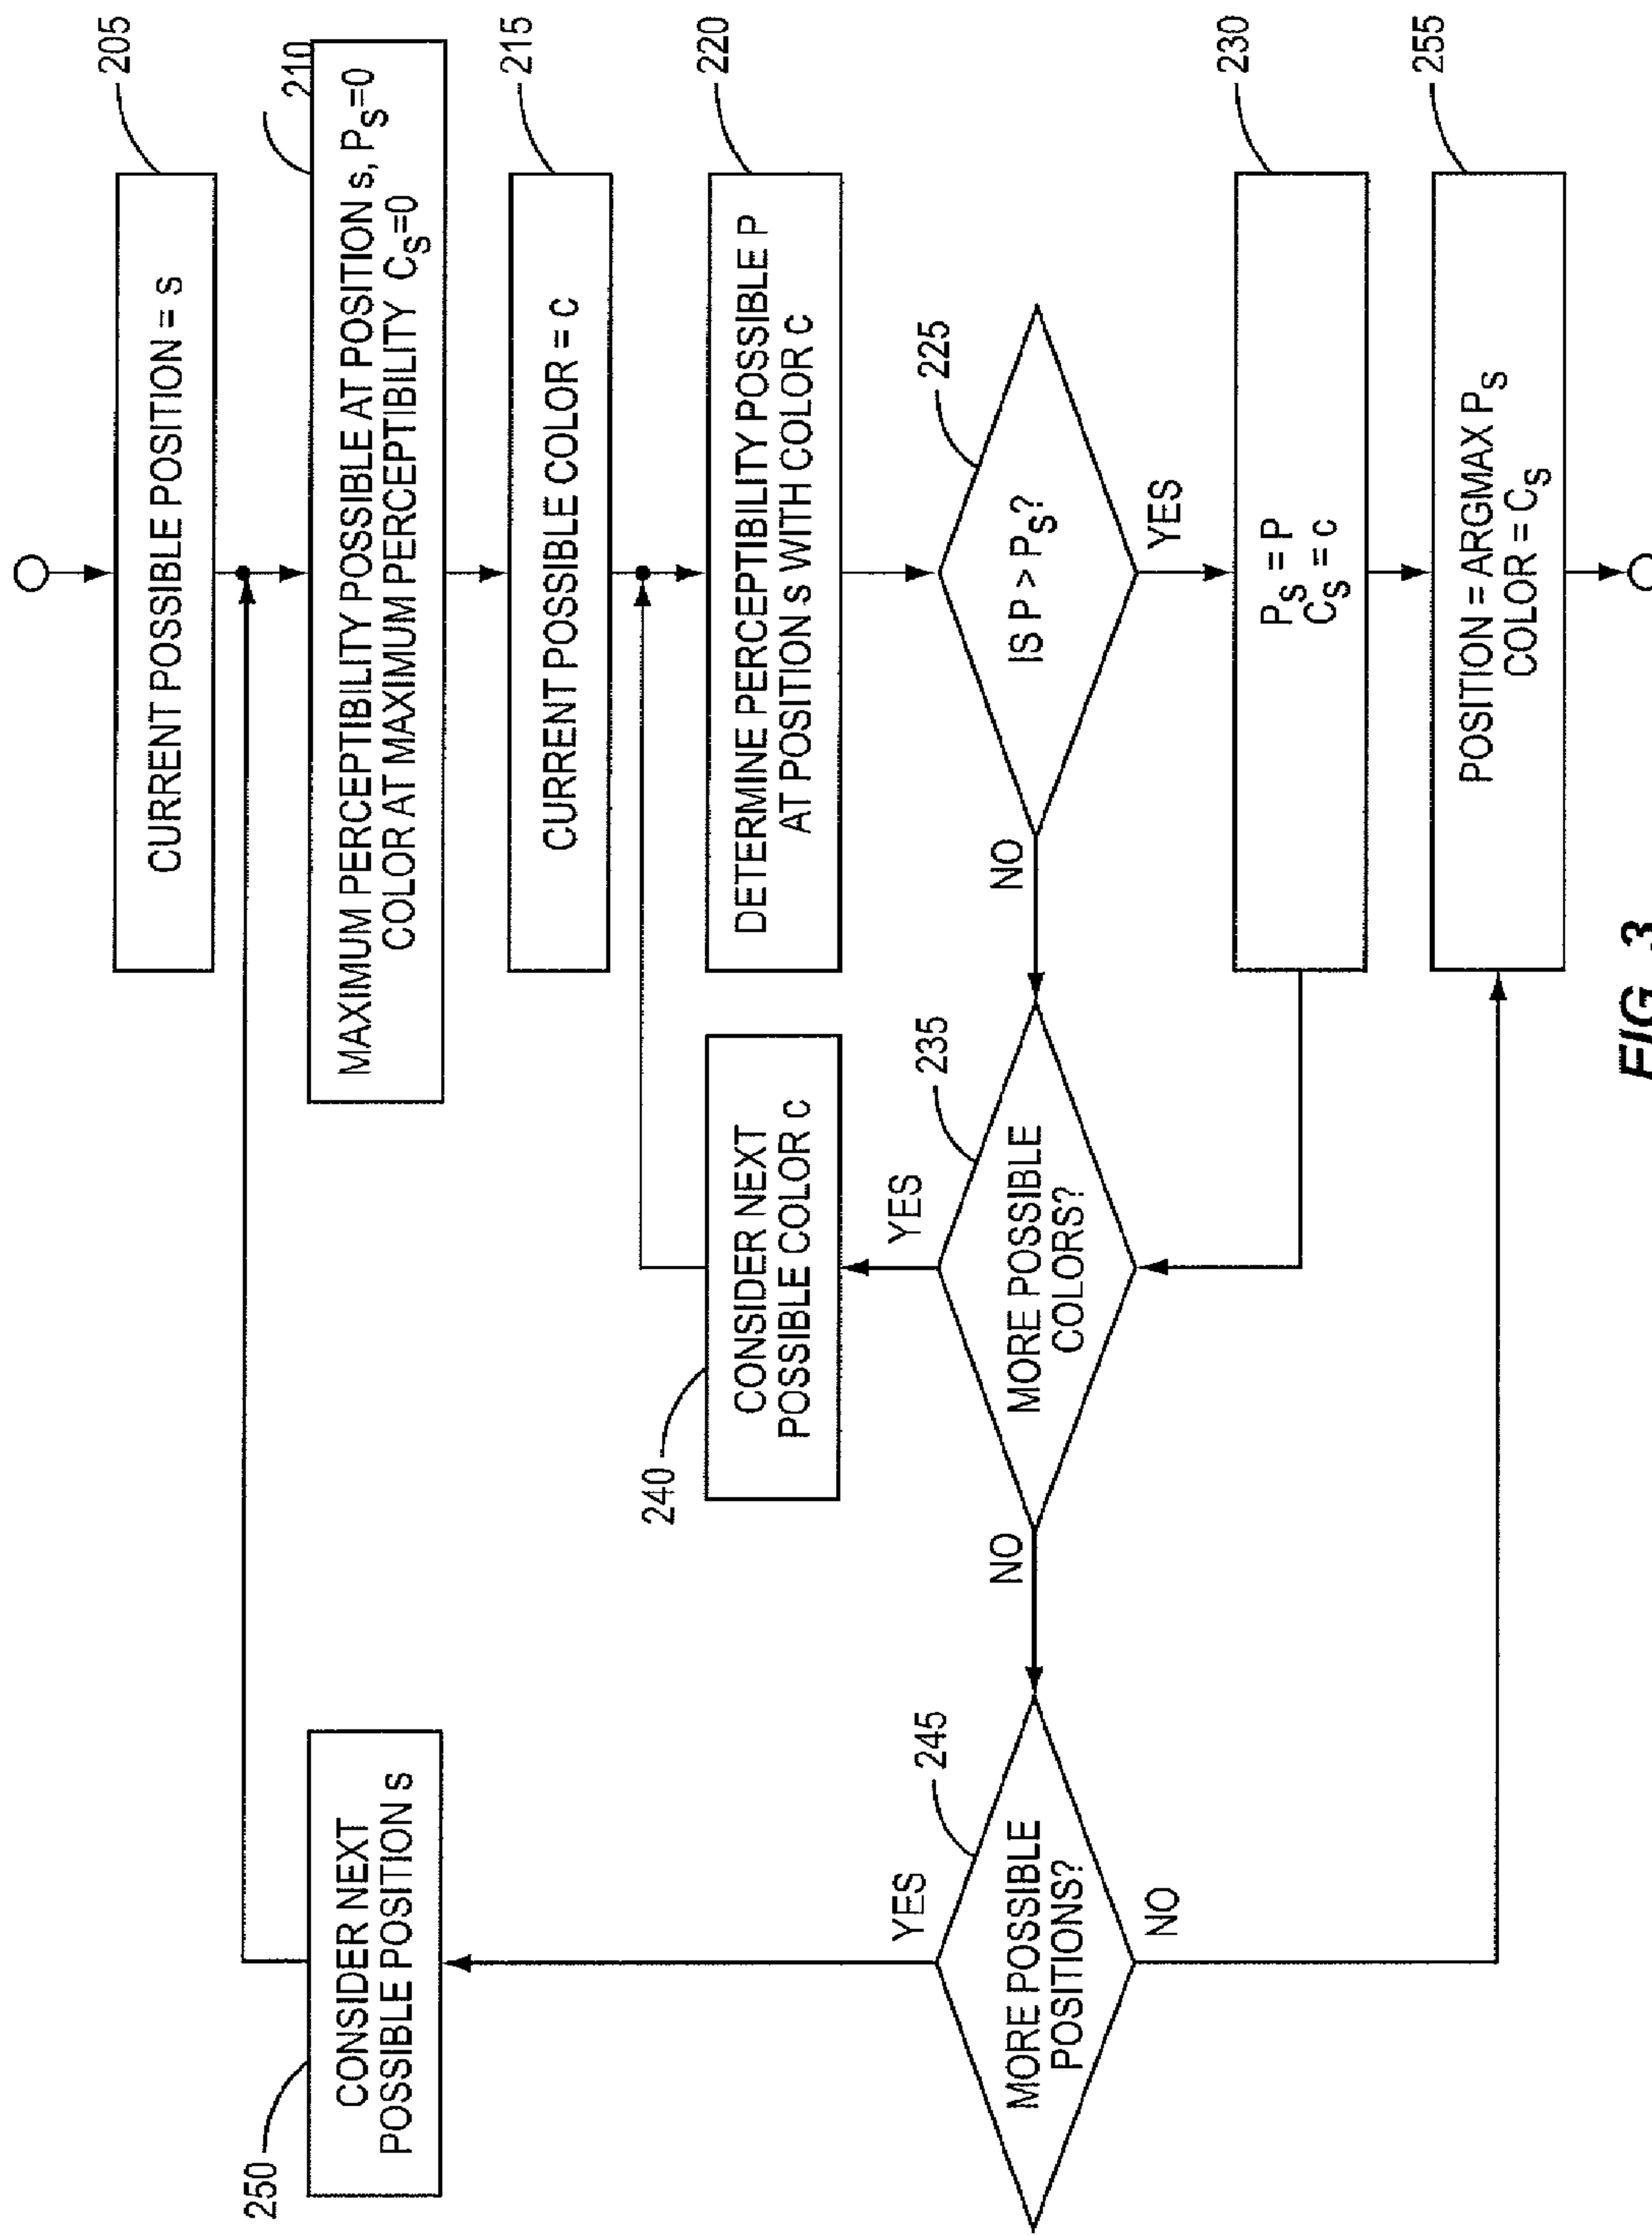 205
CURRENT POSSIBLE POSITION = s
210
MAXIMUM PERCEPTIBILITY POSSIBLE AT POSITION s, PS=0
COLOR AT MAXIMUM PERCEPTIBILITY CS=0
215
CURRENT POSSIBLE COLOR = c
220
DETERMINE PERCEPTIBILITY POSSIBLE P
AT POSITION s WITH COLOR c
225
IS P > PS?
YES
NO
230
PS = P
CS = c
235
MORE POSSIBLE
COLORS?
YES
NO
240
CONSIDER NEXT
POSSIBLE COLOR c
245
MORE POSSIBLE
POSITIONS?
YES
NO
250
CONSIDER NEXT
POSSIBLE POSITION s
255
POSITION = ARGMAX PS
COLOR = CS
FIG. 3